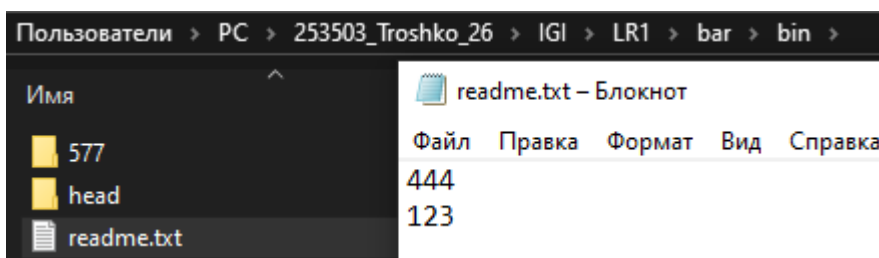 Пользователи > PC > 253503_Troshko_26 > IGI > LR1 > bar > bin >
Имя
577
head
readme.txt
readme.txt – Блокнот
Файл Правка Формат Вид Справка
444
123